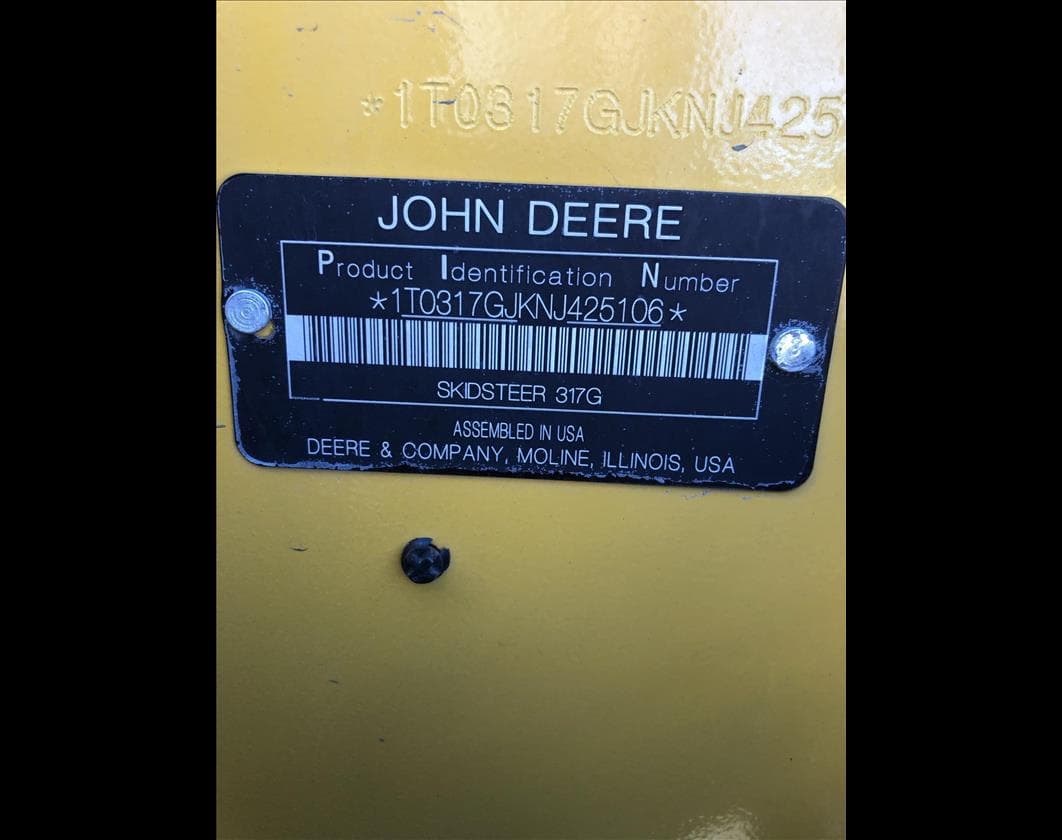 *1T0317GJKNJ425
JOHN DEERE
Product Identification Number
*1T0317GJKNJ425106*
SKIDSTEER 317G
ASSEMBLED IN USA
DEERE & COMPANY, MOLINE, ILLINOIS, USA